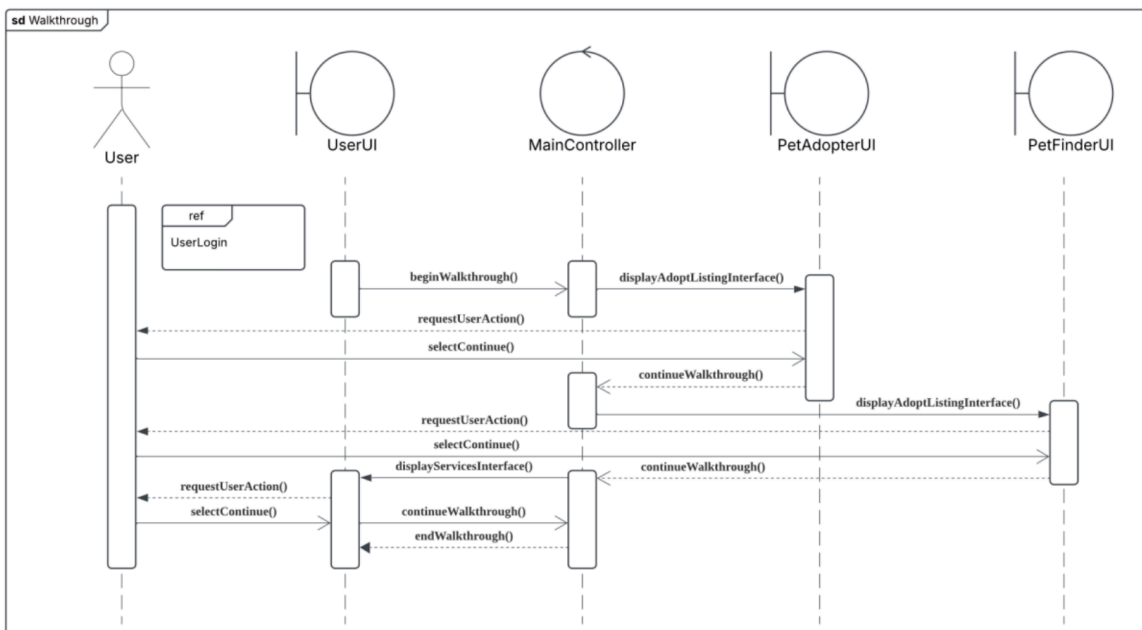 sd Walkthrough
User
UserUI
MainController
PetAdopterUI
PetFinderUI
ref
UserLogin
beginWalkthrough()
displayAdoptListingInterface()
requestUserAction()
selectContinue()
continueWalkthrough()
displayAdoptListingInterface()
requestUserAction()
selectContinue()
displayServicesInterface()
continueWalkthrough()
requestUserAction()
selectContinue()
continueWalkthrough()
endWalkthrough()